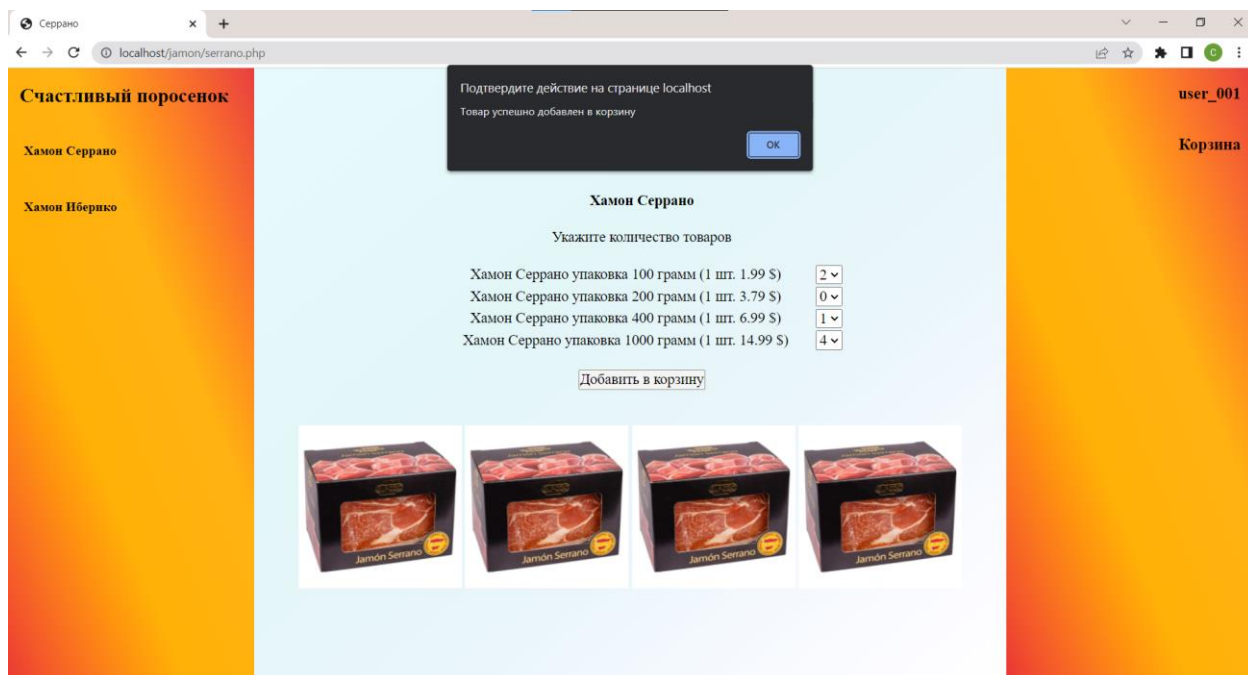 Серрано
localhost/jamon/serrano.php
C
Счастливый поросенок
Хамон Серрано
Хамон Иберико
Подтвердите действие на странице localhost
Товар успешно добавлен в корзину
ОК
user_001
Корзина
Хамон Серрано
Укажите количество товаров
Хамон Серрано упаковка 100 грамм (1 шт. 1.99 $) 2
Хамон Серрано упаковка 200 грамм (1 шт. 3.79 $) 0
Хамон Серрано упаковка 400 грамм (1 шт. 6.99 $) 1
Хамон Серрано упаковка 1000 грамм (1 шт. 14.99 $) 4
Добавить в корзину
Jamón Serrano
Jamón Serrano
Jamón Serrano
Jamón Serrano